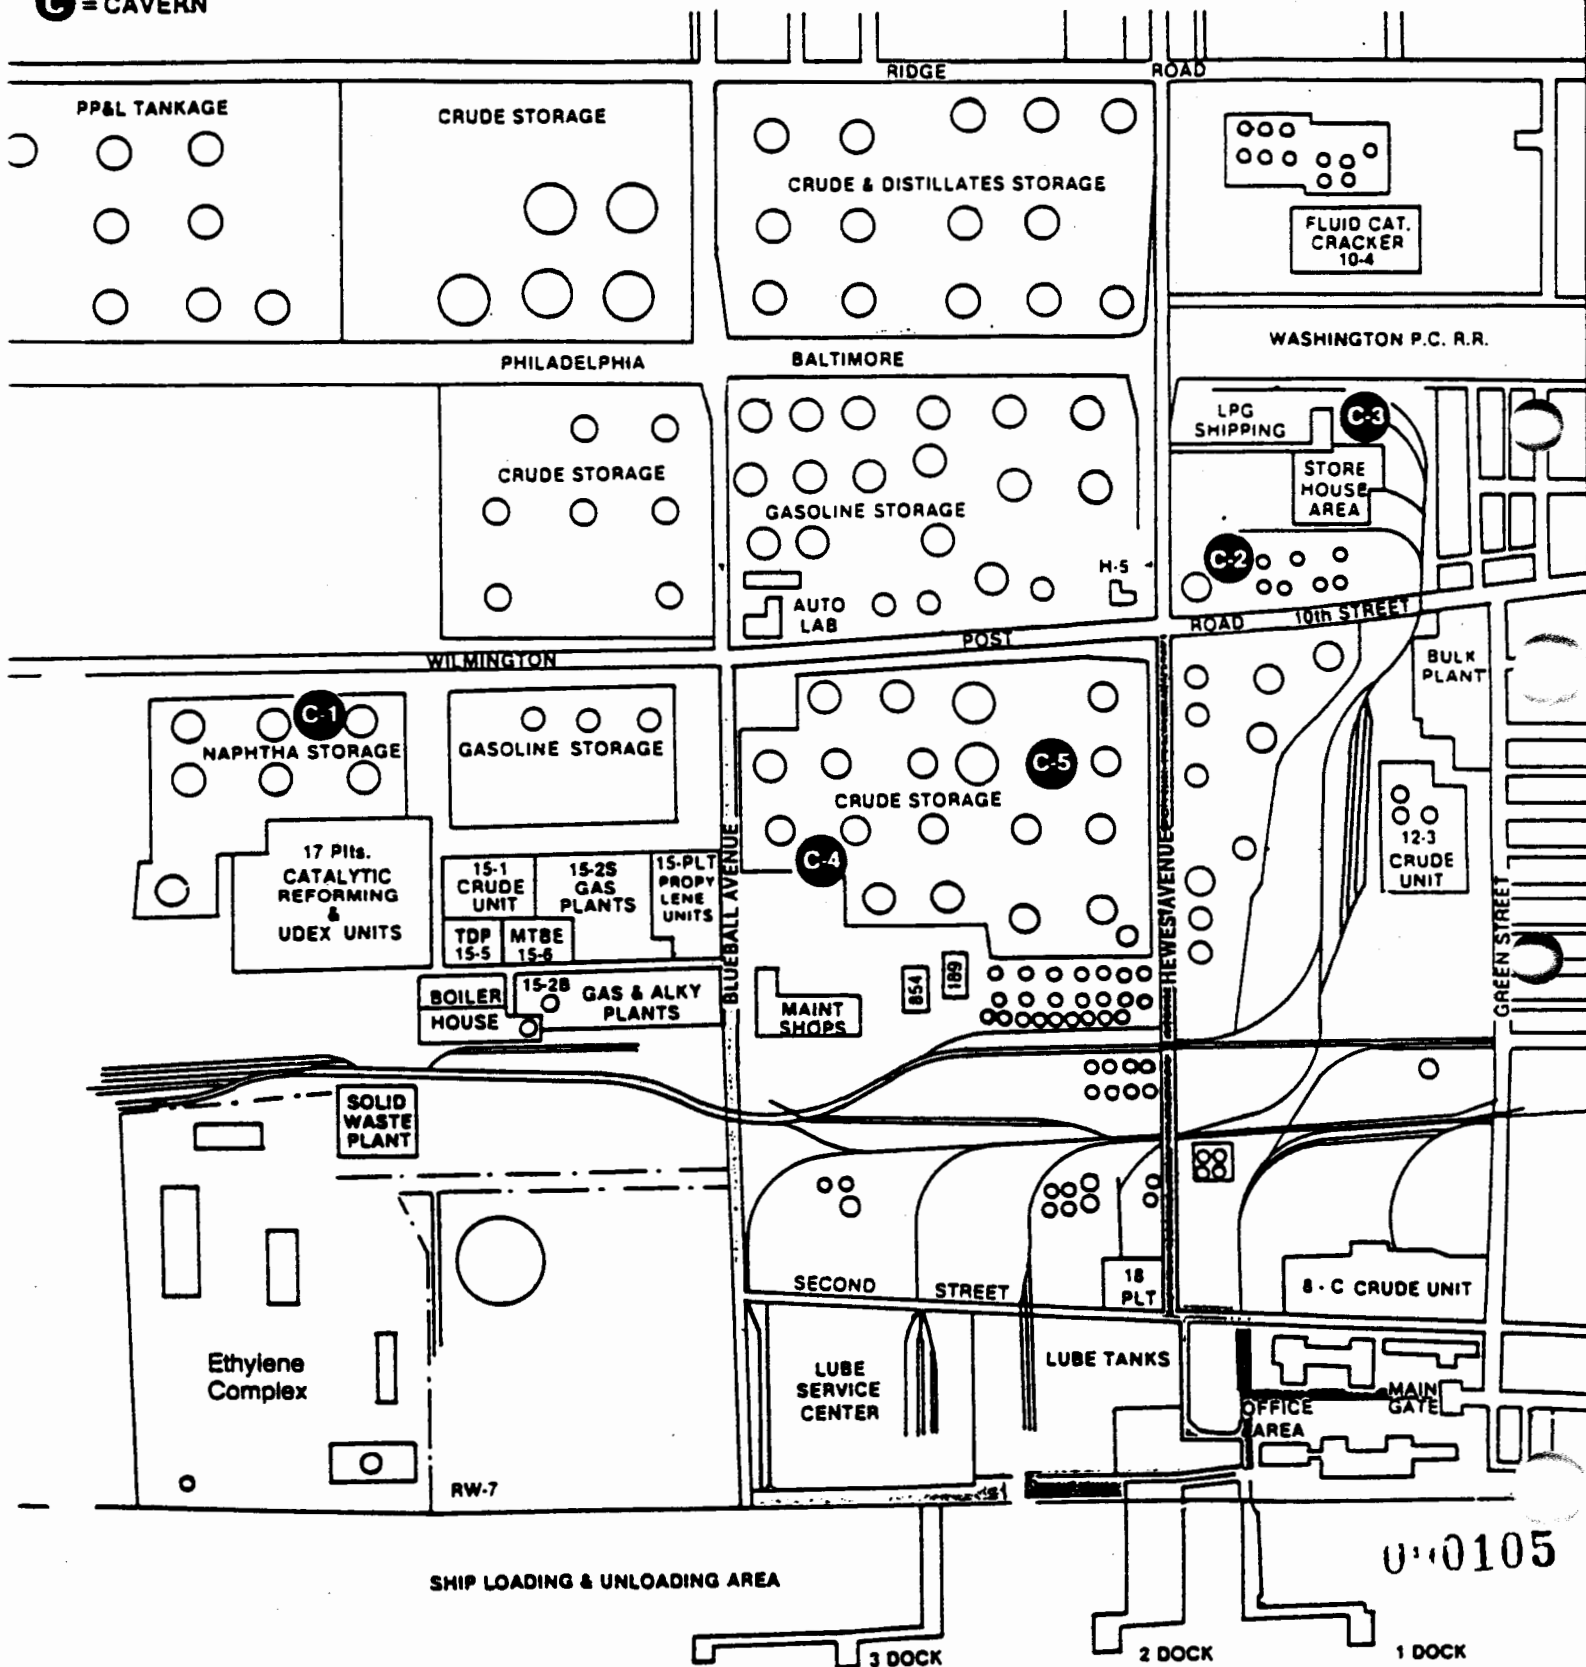 C = CAVERN
RIDGE ROAD
PP&L TANKAGE
CRUDE STORAGE
CRUDE & DISTILLATES STORAGE
FLUID CAT.
CRACKER
10-4
WASHINGTON P.C. R.R.
PHILADELPHIA
BALTIMORE
LPG
SHIPPING
C-3
CRUDE STORAGE
STORE
HOUSE
AREA
GASOLINE STORAGE
C-2
H-5
AUTO
LAB
WILMINGTON
POST
ROAD
10th STREET
BULK
PLANT
C-1
NAPHTHA STORAGE
GASOLINE STORAGE
C-5
CRUDE STORAGE
C-4
12-3
CRUDE
UNIT
17 Plts.
CATALYTIC
REFORMING
&
UDEX UNITS
15-1
CRUDE
UNIT
15-2S
GAS
PLANTS
15-PLT
PROPY
LENE
UNITS
TDP
15-5
MTBE
15-6
BLUEBALL AVENUE
HEWES AVENUE
GREEN STREET
BOILER
HOUSE
15-2B
GAS & ALKY
PLANTS
MAINT
SHOPS
854
189
SOLID
WASTE
PLANT
SECOND STREET
18
PLT
8 - C CRUDE UNIT
Ethylene
Complex
LUBE
SERVICE
CENTER
LUBE TANKS
MAIN
GATE
OFFICE
AREA
RW-7
0105
SHIP LOADING & UNLOADING AREA
3 DOCK
2 DOCK
1 DOCK